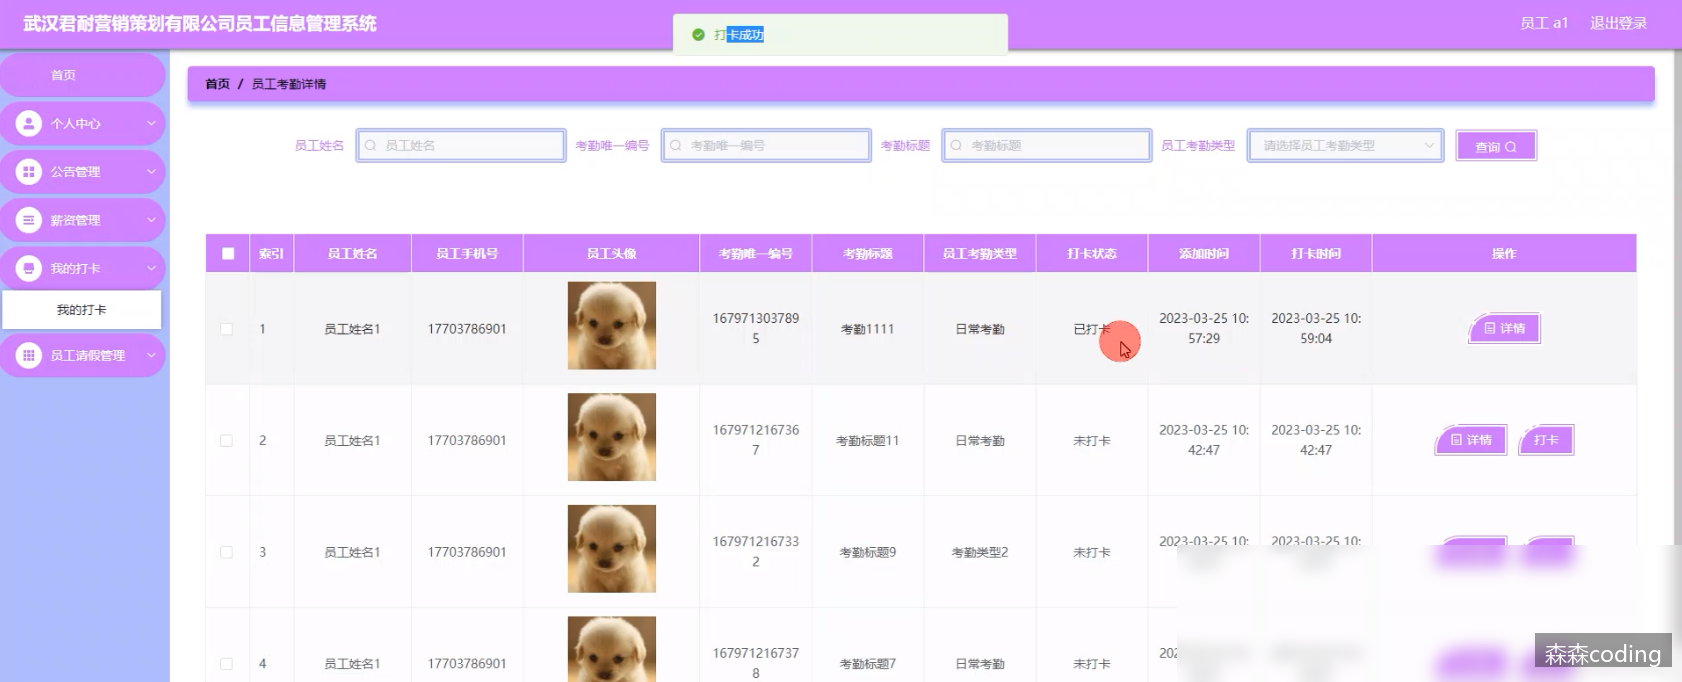 武汉君耐营销策划有限公司员工信息管理系统
打卡成功
员工 a1 退出登录
首页
个人中心
公告管理
薪资管理
我的打卡
我的打卡
员工请假管理
首页 / 员工考勤详情
员工姓名 员工姓名 考勤唯一编号 考勤唯一编号 考勤标题 考勤标题 员工考勤类型 请选择员工考勤类型 查询
索引 员工姓名 员工手机号 员工头像 考勤唯一编号 考勤标题 员工考勤类型 打卡状态 添加时间 打卡时间 操作
1 员工姓名1 17703786901 167971303789 考勤1111 日常考勤 已打卡 2023-03-25 10: 2023-03-25 10: 详情
5 57:29 59:04
2 员工姓名1 17703786901 167971216736 考勤标题11 日常考勤 未打卡 2023-03-25 10: 2023-03-25 10: 详情 打卡
7 42:47 42:47
3 员工姓名1 17703786901 167971216733 考勤标题9 考勤类型2 未打卡 2023-03-25 10: 2023-03-25 10:
2
4 员工姓名1 17703786901 167971216737 考勤标题7 日常考勤 未打卡 202
8
森森coding